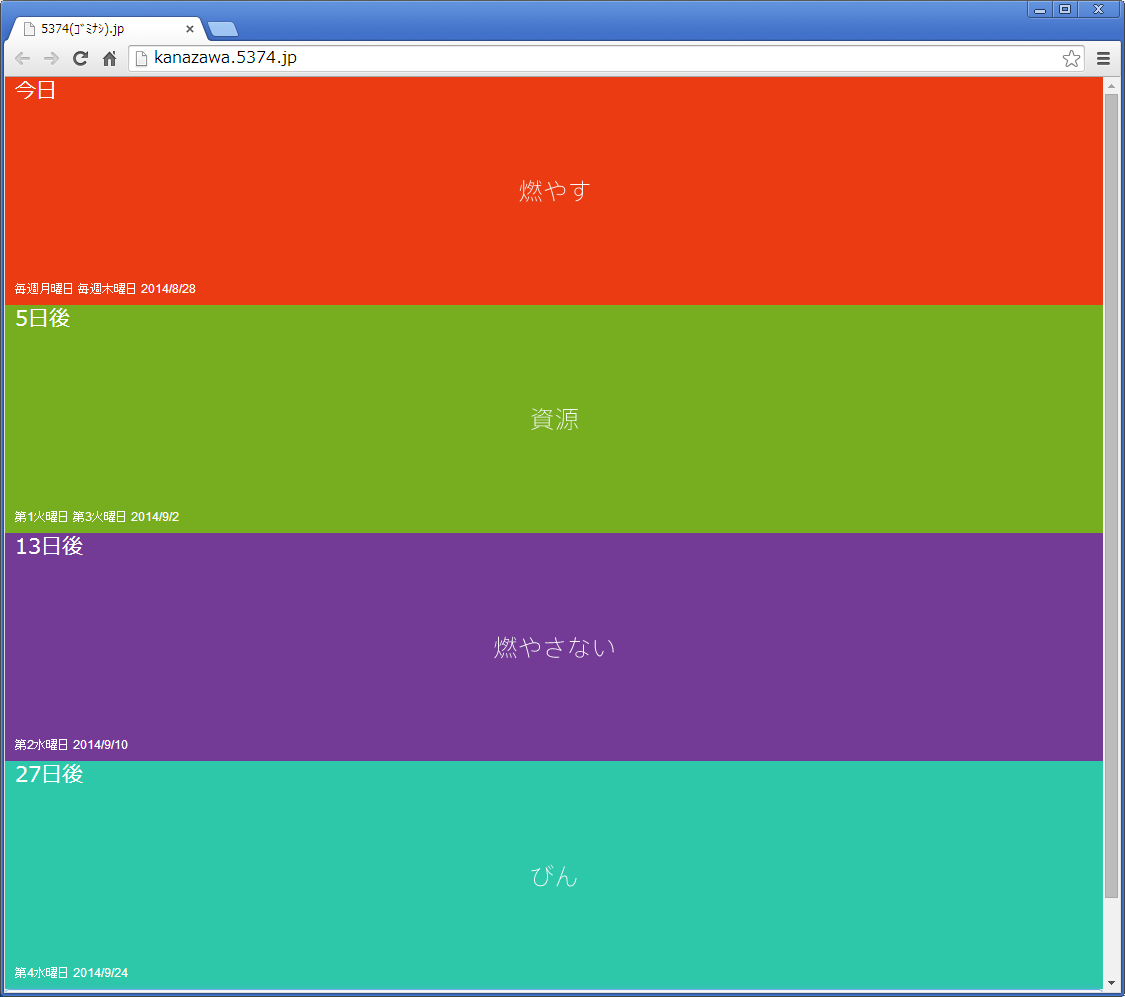 5374(ｺﾞﾐﾅｼ).jp
kanazawa.5374.jp
今日
燃やす
毎週月曜日 毎週木曜日 2014/8/28
5日後
資源
第1火曜日 第3火曜日 2014/9/2
13日後
燃やさない
第2水曜日 2014/9/10
27日後
びん
第4水曜日 2014/9/24